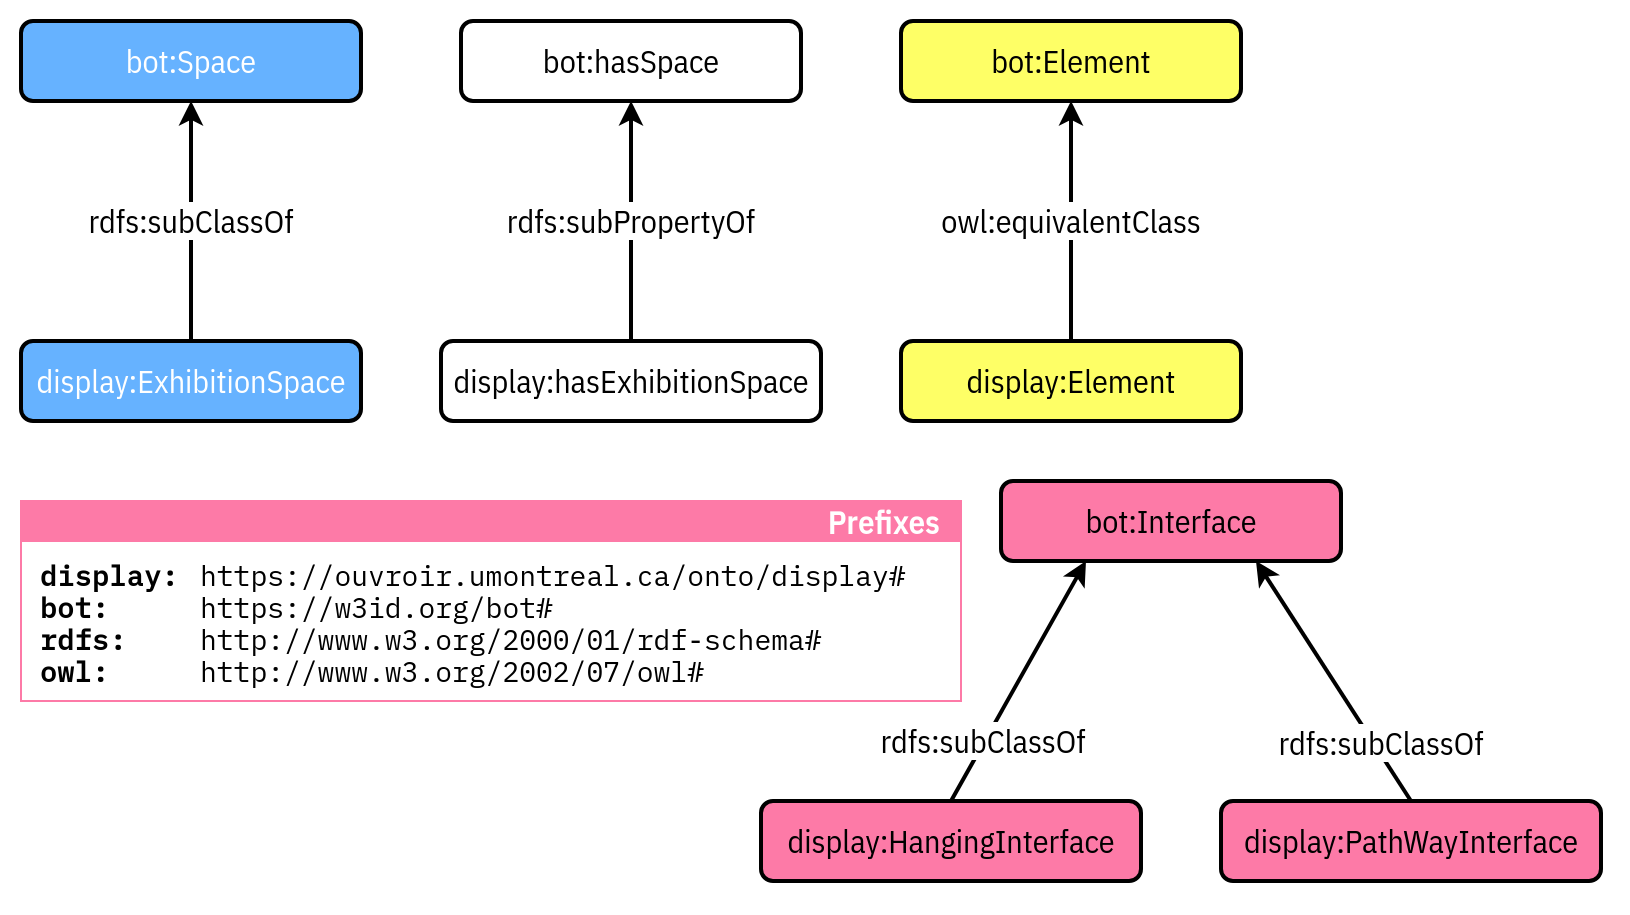 bot:Space
bot:hasSpace
bot:Element
rdfs:subClassOf
rdfs:subPropertyOf
owl:equivalentClass
display:ExhibitionSpace
display:hasExhibitionSpace
display:Element
Prefixes
display: https://ouvroir.umontreal.ca/onto/display#
bot: https://w3id.org/bot#
rdfs: http://www.w3.org/2000/01/rdf-schema#
owl: http://www.w3.org/2002/07/owl#
bot:Interface
rdfs:subClassOf
rdfs:subClassOf
display:HangingInterface
display:PathWayInterface